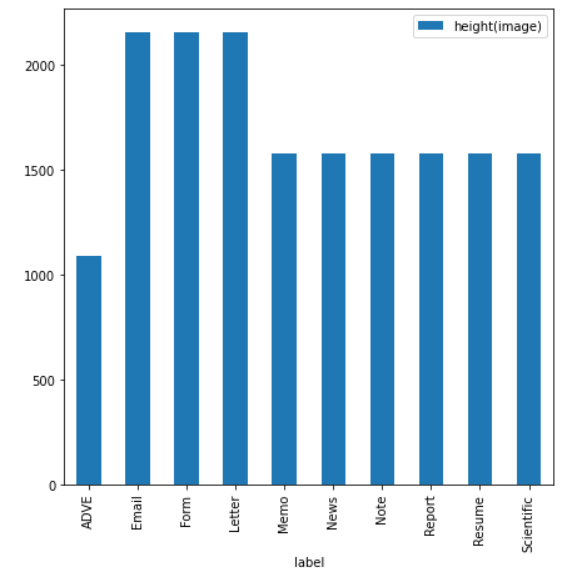 height(image)
2000
1500
1000
500
0
ADVE
Email
Form
Letter
Memo
News
Note
Report
Resume
Scientific
label